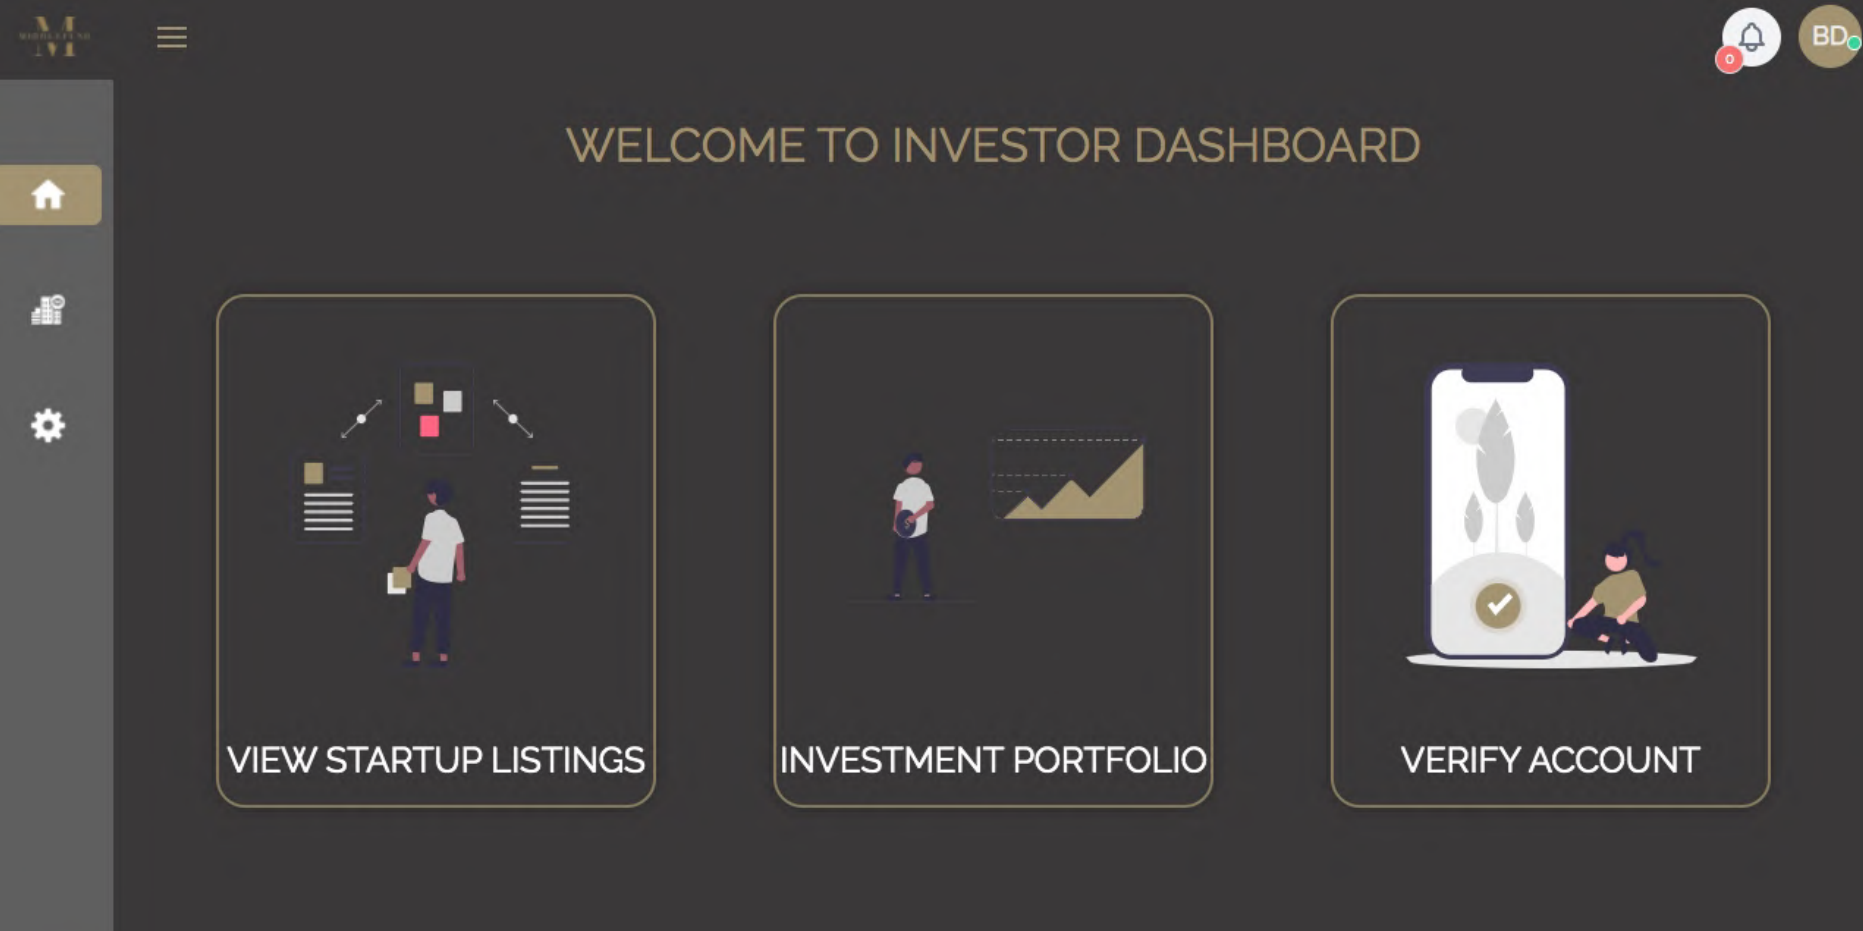 M
BD
0
WELCOME TO INVESTOR DASHBOARD
VIEW STARTUP LISTINGS
INVESTMENT PORTFOLIO
VERIFY ACCOUNT